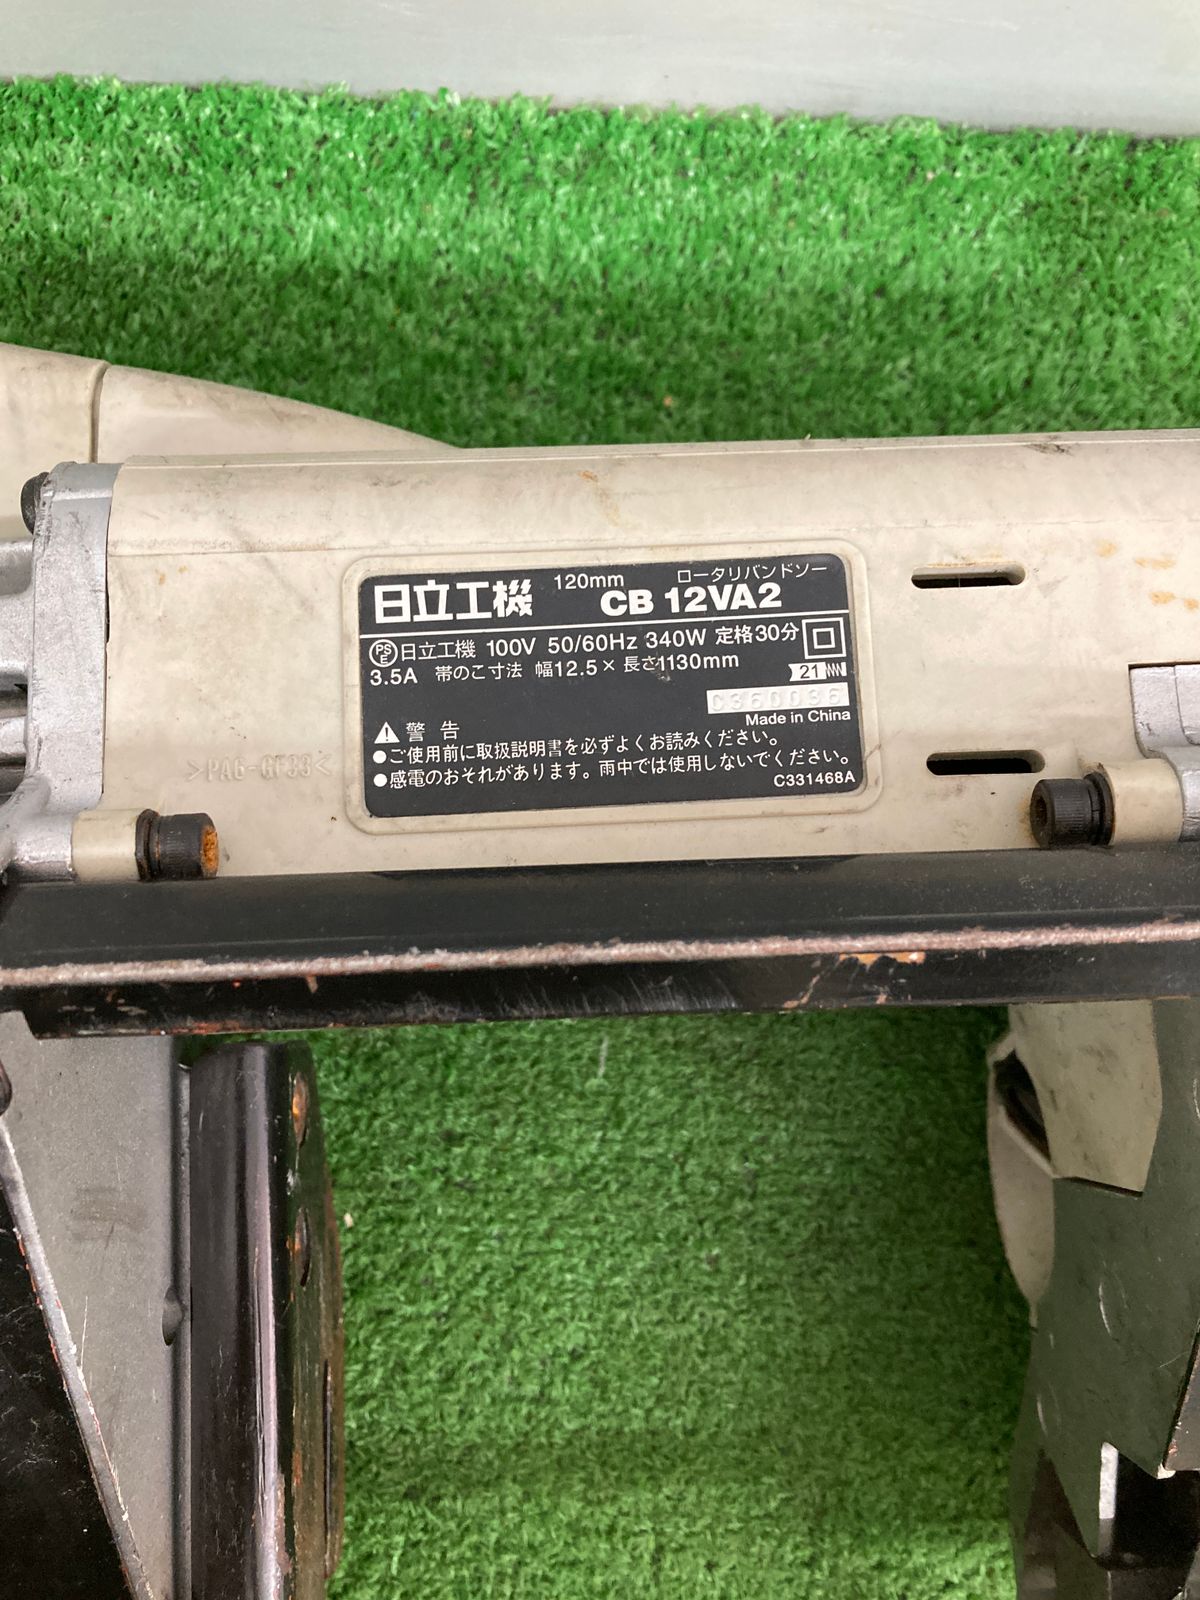 日立工機 120mm ロータリバンドソー
CB 12VA2
PSE 日立工機 100V 50/60Hz 340W 定格30分
3.5A 帯のこ寸法 幅12.5×長さ1130mm
21
C360036
Made in China
警告
●ご使用前に取扱説明書を必ずよくお読みください。
●感電のおそれがあります。雨中では使用しないでください。
C331468A
>PA6-GF33<